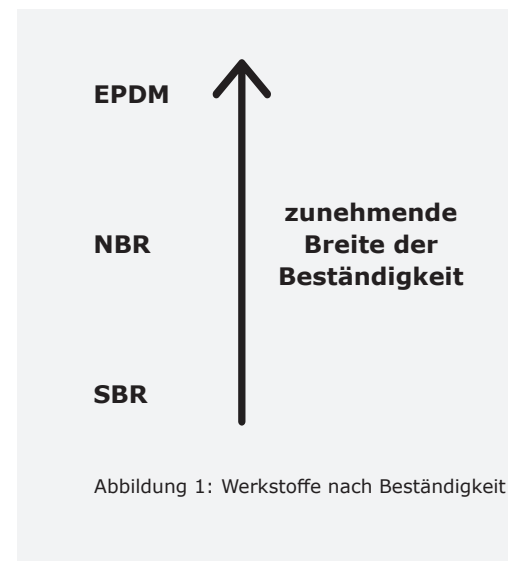 EPDM
NBR
SBR
zunehmende
Breite der
Beständigkeit
Abbildung 1: Werkstoffe nach Beständigkeit